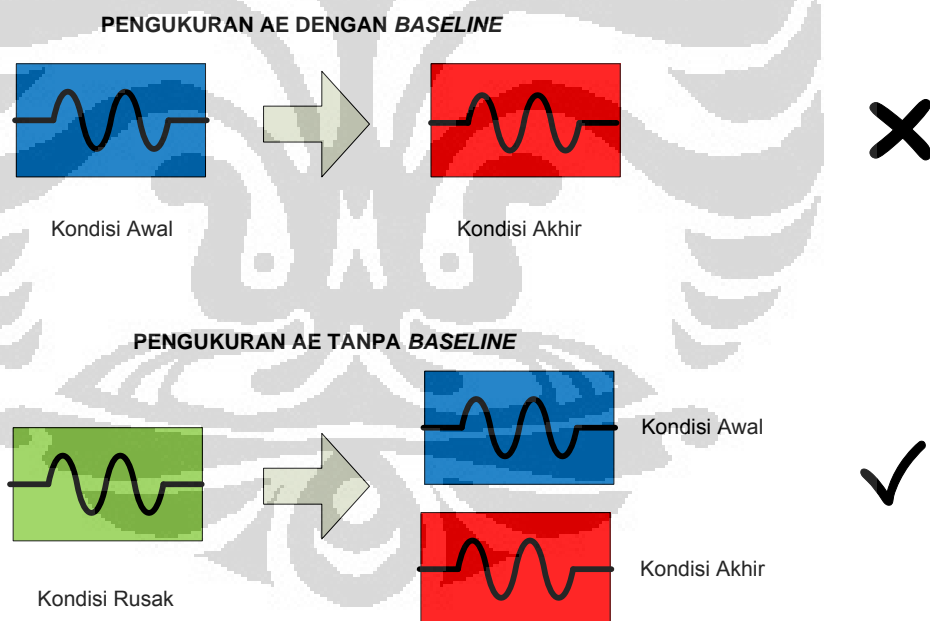 PENGUKURAN AE DENGAN BASELINE
Kondisi Awal
Kondisi Akhir
PENGUKURAN AE TANPA BASELINE
Kondisi Awal
Kondisi Akhir
Kondisi Rusak